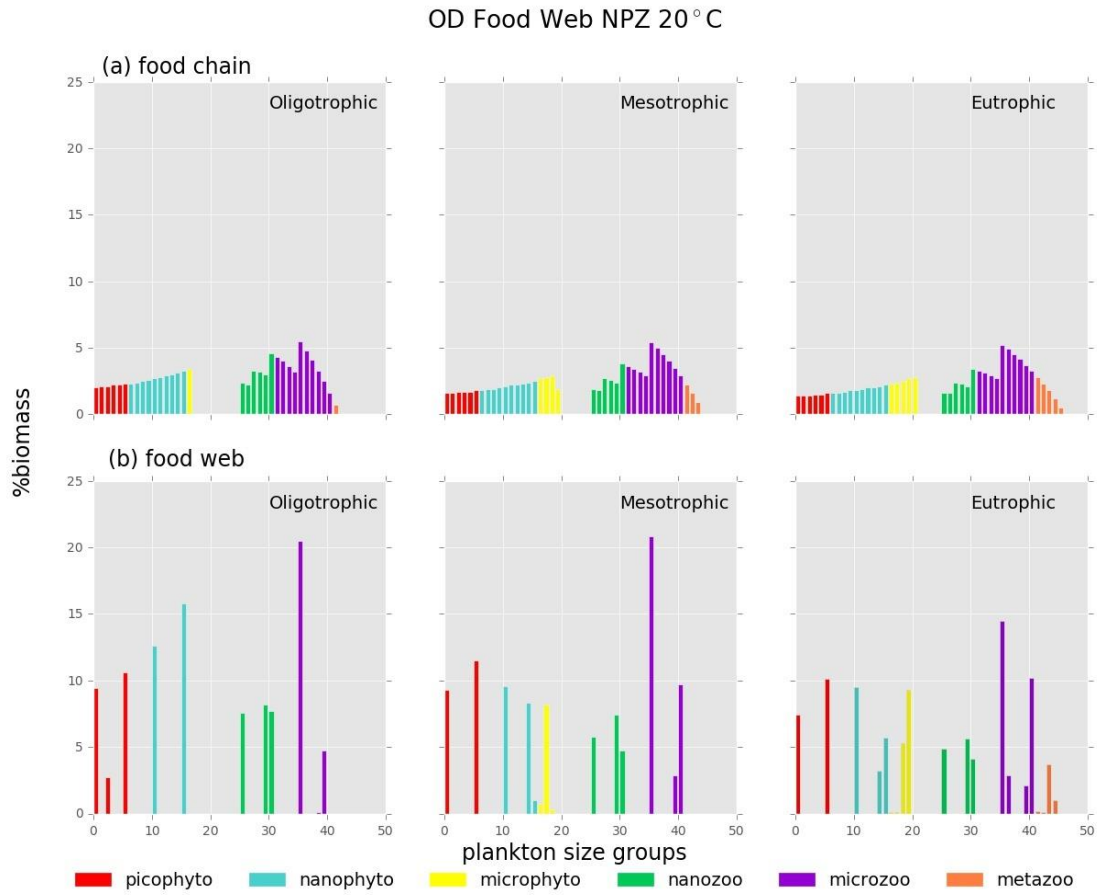 OD Food Web NPZ 20°C
(a) food chain
Oligotrophic
Mesotrophic
Eutrophic
25
20
15
10
5
0
%biomass
(b) food web
Oligotrophic
Mesotrophic
Eutrophic
25
20
15
10
5
0
0 10 20 30 40 50
0 10 20 30 40 50
0 10 20 30 40 50
plankton size groups
picophyto nanophyto microphyto nanozoo microzoo metazoo